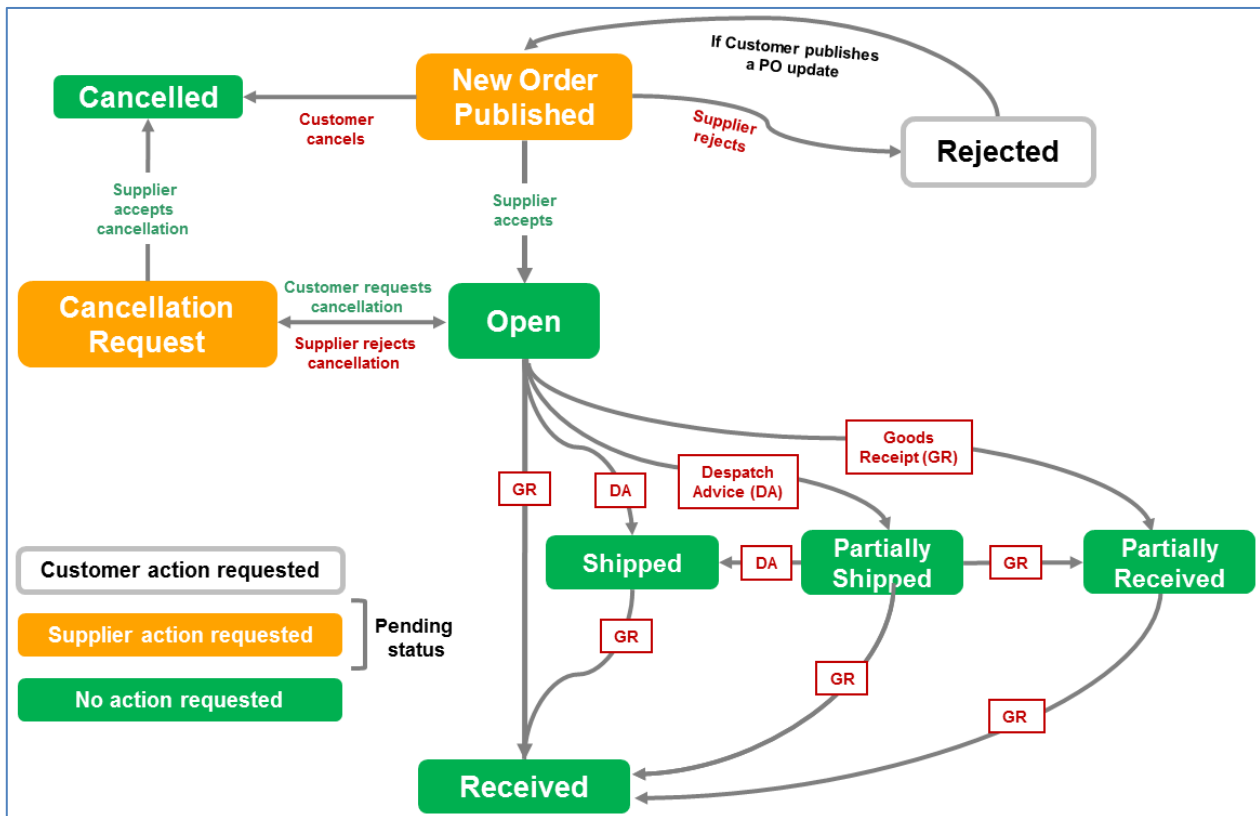 If Customer publishes
a PO update
New Order
Published
Cancelled
Customer
cancels
Supplier
rejects
Rejected
Supplier
accepts
cancellation
Supplier
accepts
Cancellation
Request
Customer requests
cancellation
Supplier rejects
cancellation
Open
Goods
Receipt (GR)
Despatch
Advice (DA)
GR
DA
Shipped
DA
Partially
Shipped
GR
Partially
Received
Customer action requested
Supplier action requested
Pending
status
No action requested
GR
GR
GR
Received